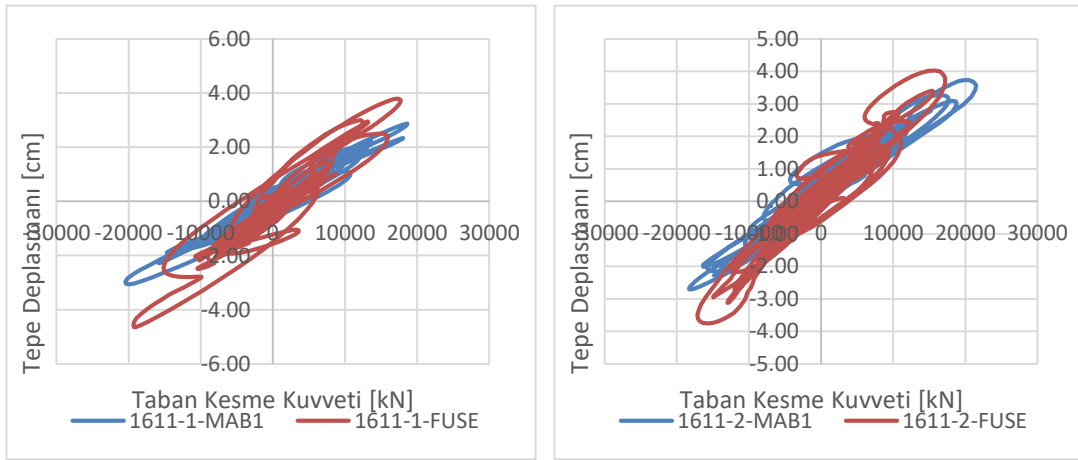 6.00
4.00
2.00
0.00
-2.00
-4.00
-6.00
-30000 -20000 -10000 0 10000 20000 30000
Tepe Deplasmanı [cm]
Taban Kesme Kuvveti [kN]
1611-1-MAB1 1611-1-FUSE
5.00
4.00
3.00
2.00
1.00
0.00
-1.00
-2.00
-3.00
-4.00
-5.00
-30000 -20000 -10000 0 10000 20000 30000
Tepe Deplasmanı [cm]
Taban Kesme Kuvveti [kN]
1611-2-MAB1 1611-2-FUSE